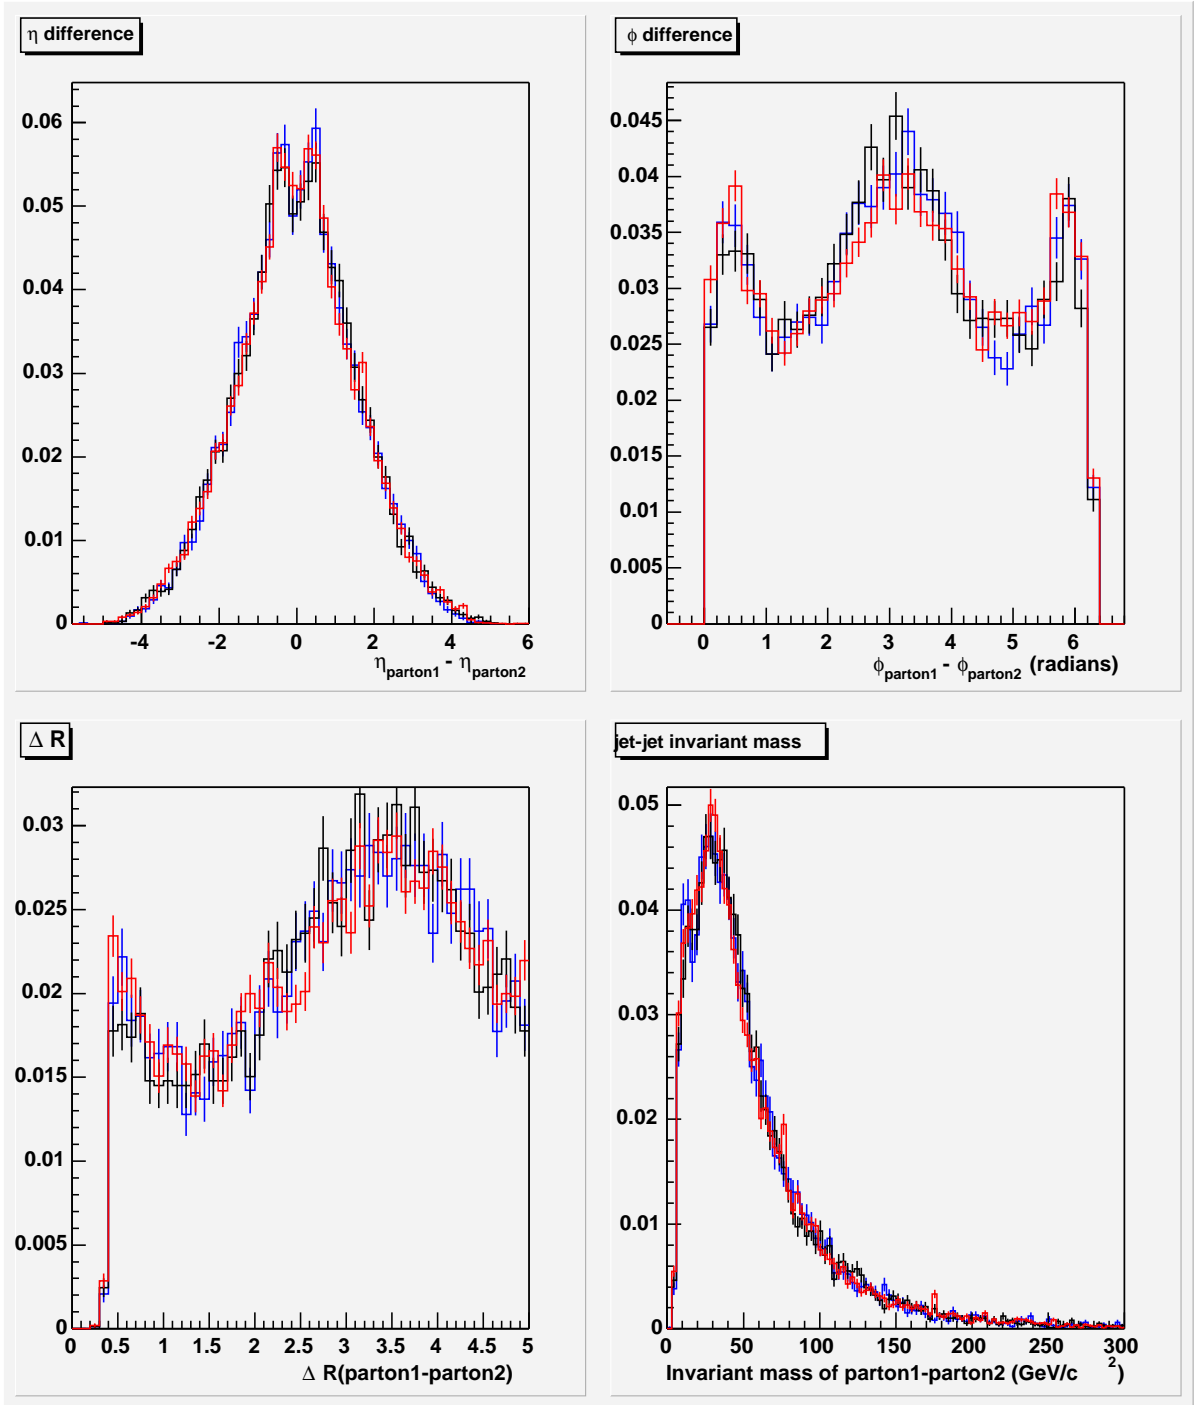 η difference
0.06
0.05
0.04
0.03
0.02
0.01
0
-4 -2 0 2 4 6
η_parton1 - η_parton2
ϕ difference
0.045
0.04
0.035
0.03
0.025
0.02
0.015
0.01
0.005
0
0 1 2 3 4 5 6
ϕ_parton1 - ϕ_parton2 (radians)
Δ R
0.03
0.025
0.02
0.015
0.01
0.005
0
0 0.5 1 1.5 2 2.5 3 3.5 4 4.5 5
Δ R(parton1-parton2)
jet-jet invariant mass
0.05
0.04
0.03
0.02
0.01
0
0 50 100 150 200 250 300
Invariant mass of parton1-parton2 (GeV/c²)